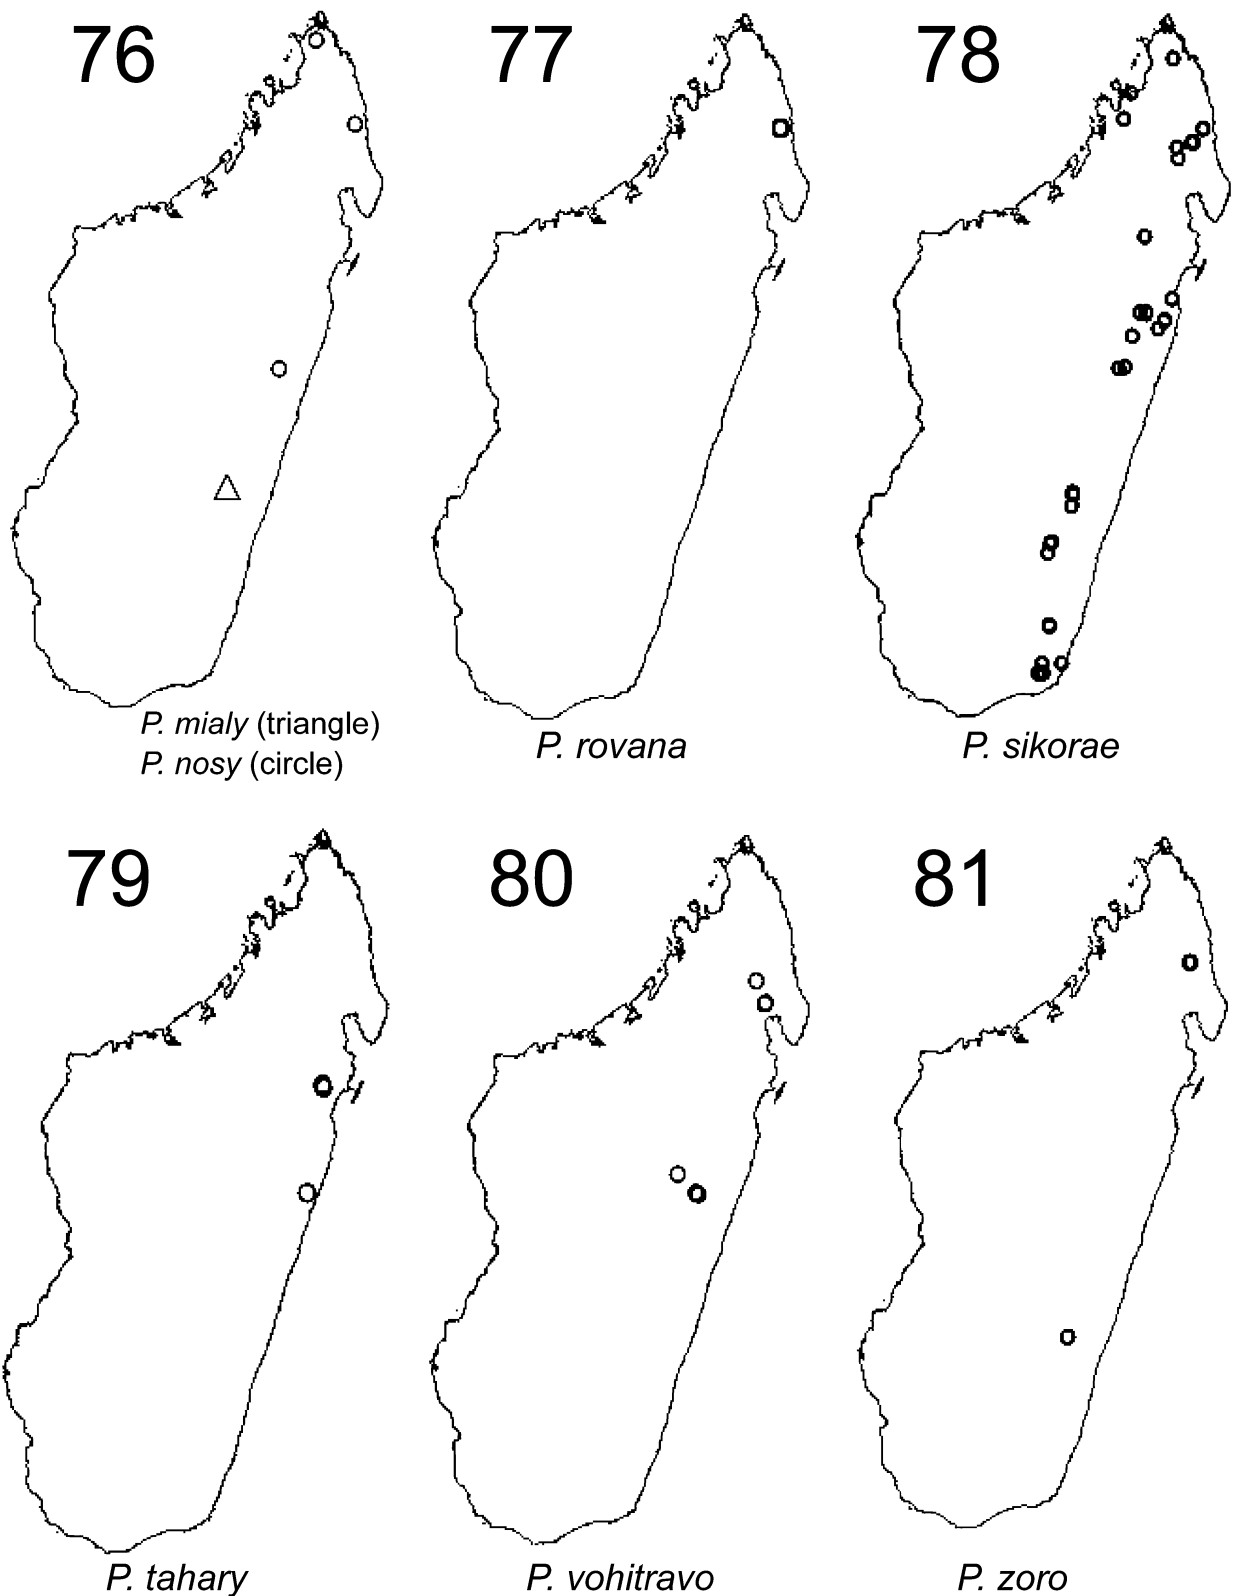 76
77
78
P. mialy (triangle)
P. nosy (circle)
P. rovana
P. sikorae
79
80
81
P. tahary
P. vohitravo
P. zoro